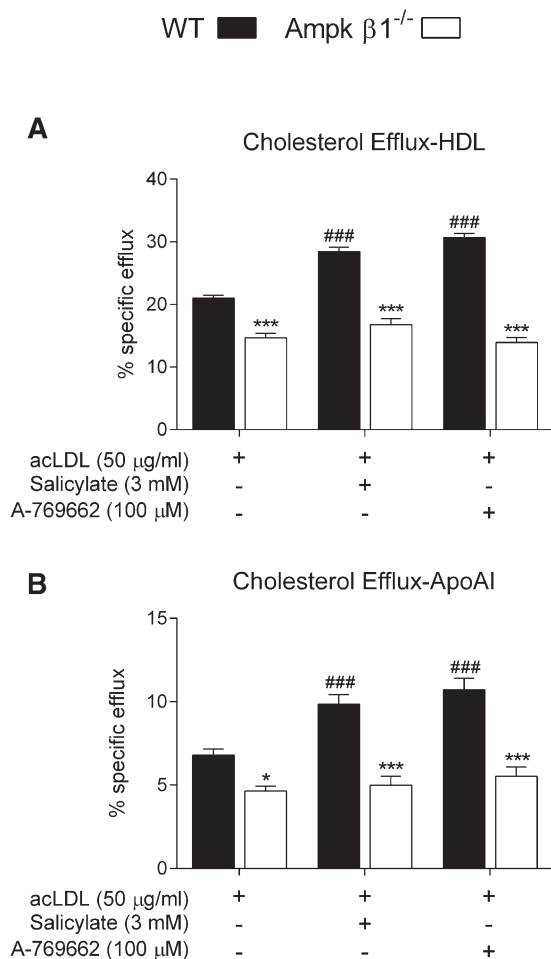 WT Ampk β1-/-
A
Cholesterol Efflux-HDL
% specific efflux
40
30
20
10
0
###
###
***
***
***
acLDL (50 μg/ml) + + +
Salicylate (3 mM) - + -
A-769662 (100 μM) - - +
B
Cholesterol Efflux-ApoAI
% specific efflux
15
10
5
0
###
###
*
***
***
acLDL (50 μg/ml) + + +
Salicylate (3 mM) - + -
A-769662 (100 μM) - - +